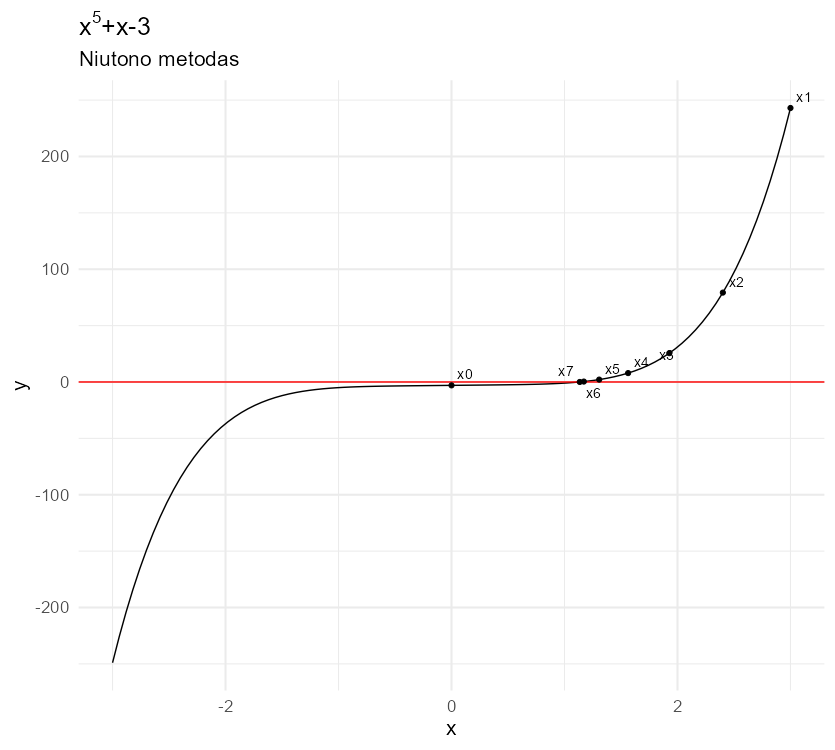 x⁵+x-3
Niutono metodas
x1
200
x2
100
x3
x4
x5
x7
x0
0
x6
-100
-200
y
-2
0
2
x